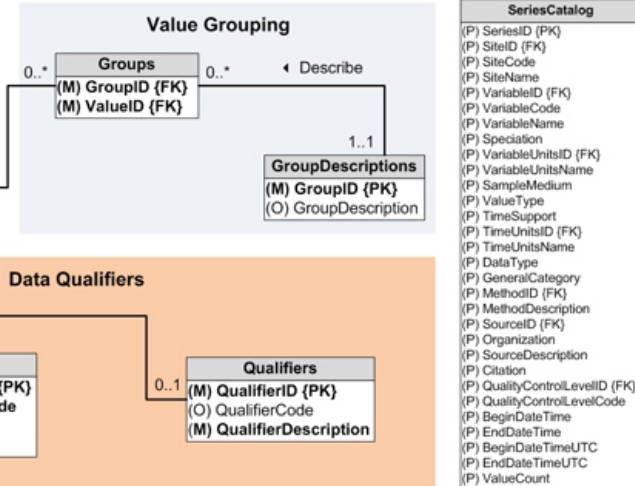 Value Grouping
Groups
(M) GroupID {FK}
(M) ValueID {FK}
0..*
0..*
Describe
1..1
GroupDescriptions
(M) GroupID {PK}
(O) GroupDescription
Data Qualifiers
{PK}
de
0..1
Qualifiers
(M) QualifierID {PK}
(O) QualifierCode
(M) QualifierDescription
SeriesCatalog
(P) SeriesID {PK}
(P) SiteID {FK}
(P) SiteCode
(P) SiteName
(P) VariableID {FK}
(P) VariableCode
(P) VariableName
(P) Speciation
(P) VariableUnitsID {FK}
(P) VariableUnitsName
(P) SampleMedium
(P) ValueType
(P) TimeSupport
(P) TimeUnitsID {FK}
(P) TimeUnitsName
(P) DataType
(P) GeneralCategory
(P) MethodID {FK}
(P) MethodDescription
(P) SourceID {FK}
(P) Organization
(P) SourceDescription
(P) Citation
(P) QualityControlLevelID {FK}
(P) QualityControlLevelCode
(P) BeginDateTime
(P) EndDateTime
(P) BeginDateTimeUTC
(P) EndDateTimeUTC
(P) ValueCount